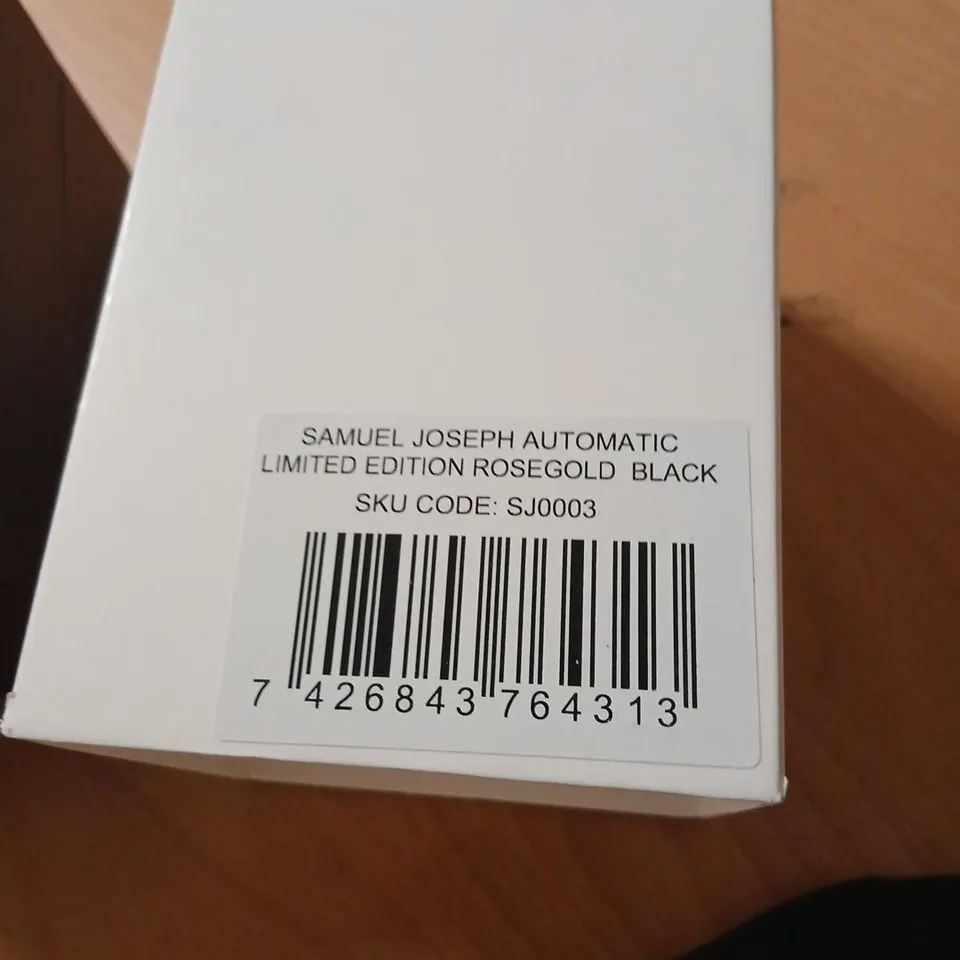 SAMUEL JOSEPH AUTOMATIC
LIMITED EDITION ROSEGOLD BLACK
SKU CODE: SJ0003
7 426843 764313